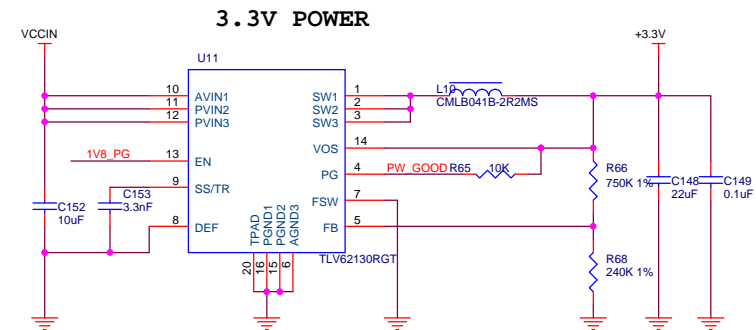 3.3V POWER
VCCIN
+3.3V
U11
10
AVIN1
11
PVIN2
12
PVIN3
1V8_PG
13
EN
9
SS/TR
8
DEF
SW1
1
SW2
2
SW3
3
VOS
14
PG
4
FSW
7
FB
5
TPAD
PGND1
PGND2
AGND3
20
16
15
6
TLV62130RGT
L10
CMLB041B-2R2MS
PW_GOOD
R65
10K
R66
750K 1%
R68
240K 1%
C152
10uF
C153
3.3nF
C148
22uF
C149
0.1uF